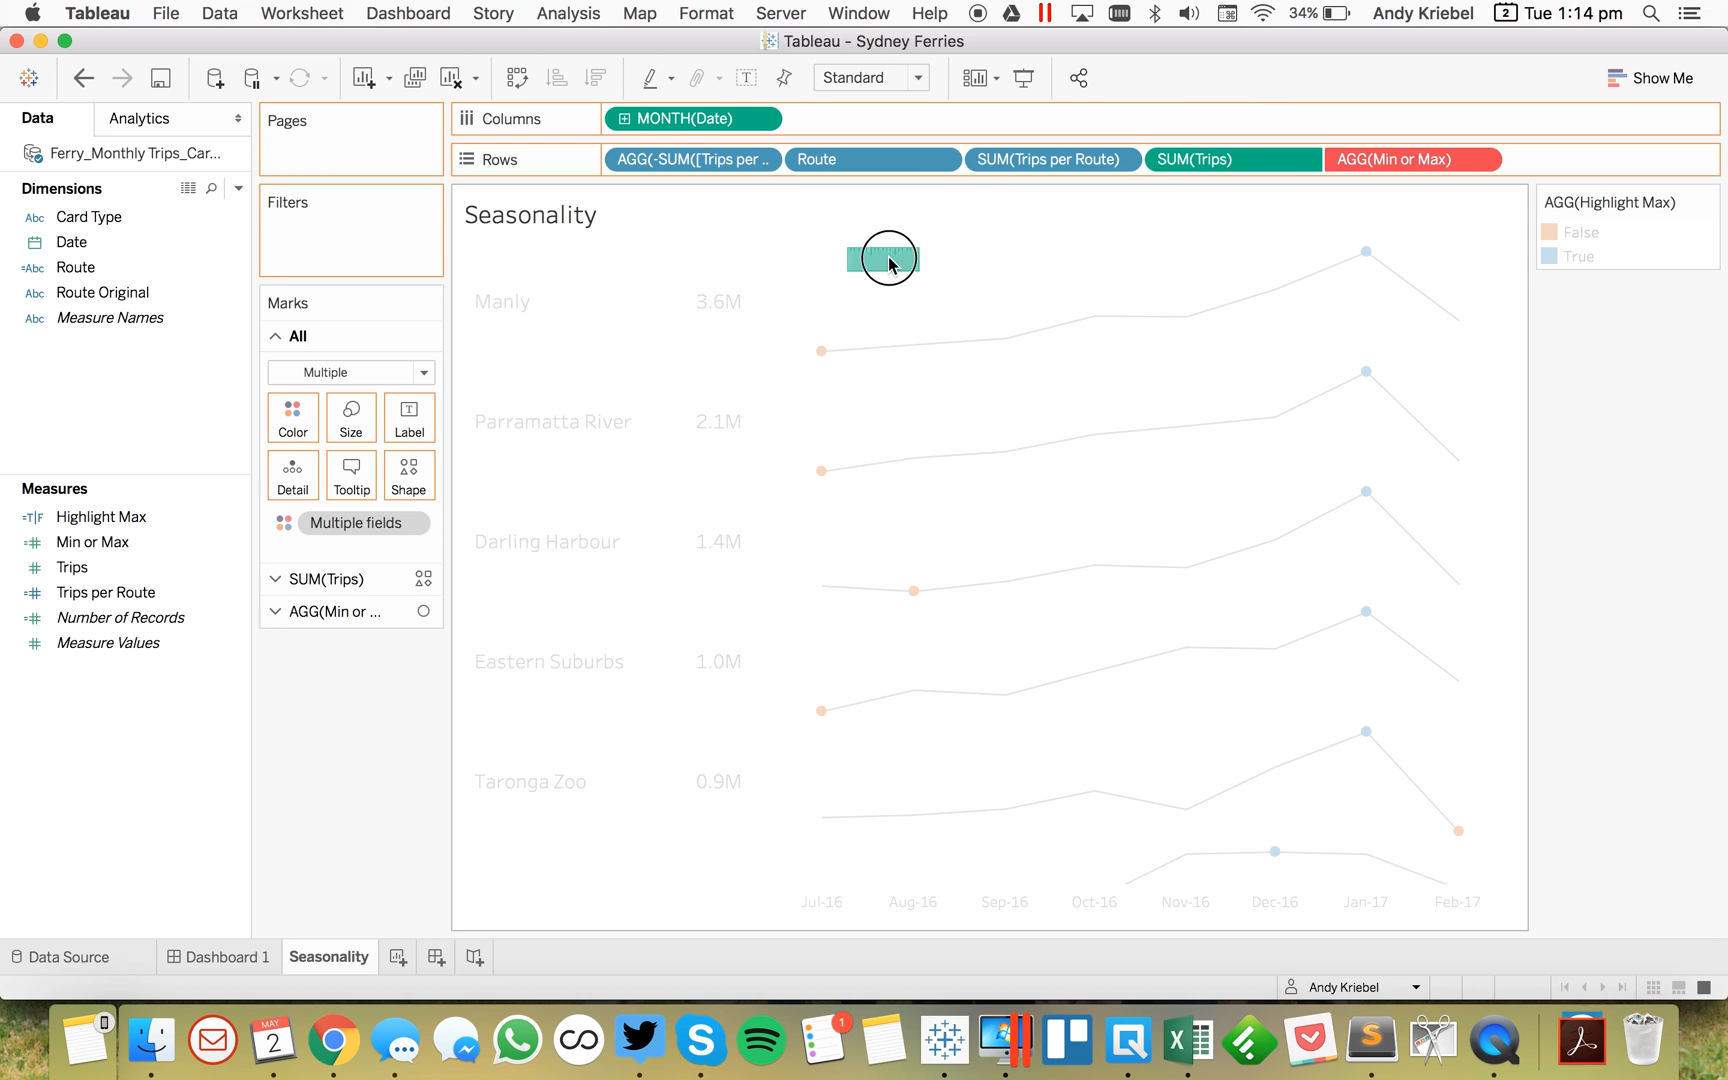 Tableau File Data Worksheet Dashboard Story Analysis Map Format Server Window Help 34% Andy Kriebel 2 Tue 1:14 pm
Tableau - Sydney Ferries
Standard Show Me
Data Analytics Pages Columns MONTH(Date)
Ferry_Monthly Trips_Car... Rows AGG(-SUM([Trips per .. Route SUM(Trips per Route) SUM(Trips) AGG(Min or Max)
Dimensions Filters Seasonality AGG(Highlight Max)
Abc Card Type False
Date True
=Abc Route
Abc Route Original
Abc Measure Names
Marks
All
Multiple
Color Size Label
Detail Tooltip Shape
Multiple fields
SUM(Trips)
AGG(Min or ...
Measures
=T|F Highlight Max
Min or Max
Trips
Trips per Route
Number of Records
Measure Values
Manly 3.6M
Parramatta River 2.1M
Darling Harbour 1.4M
Eastern Suburbs 1.0M
Taronga Zoo 0.9M
Jul-16 Aug-16 Sep-16 Oct-16 Nov-16 Dec-16 Jan-17 Feb-17
Data Source Dashboard 1 Seasonality
Andy Kriebel
MAY
2
1